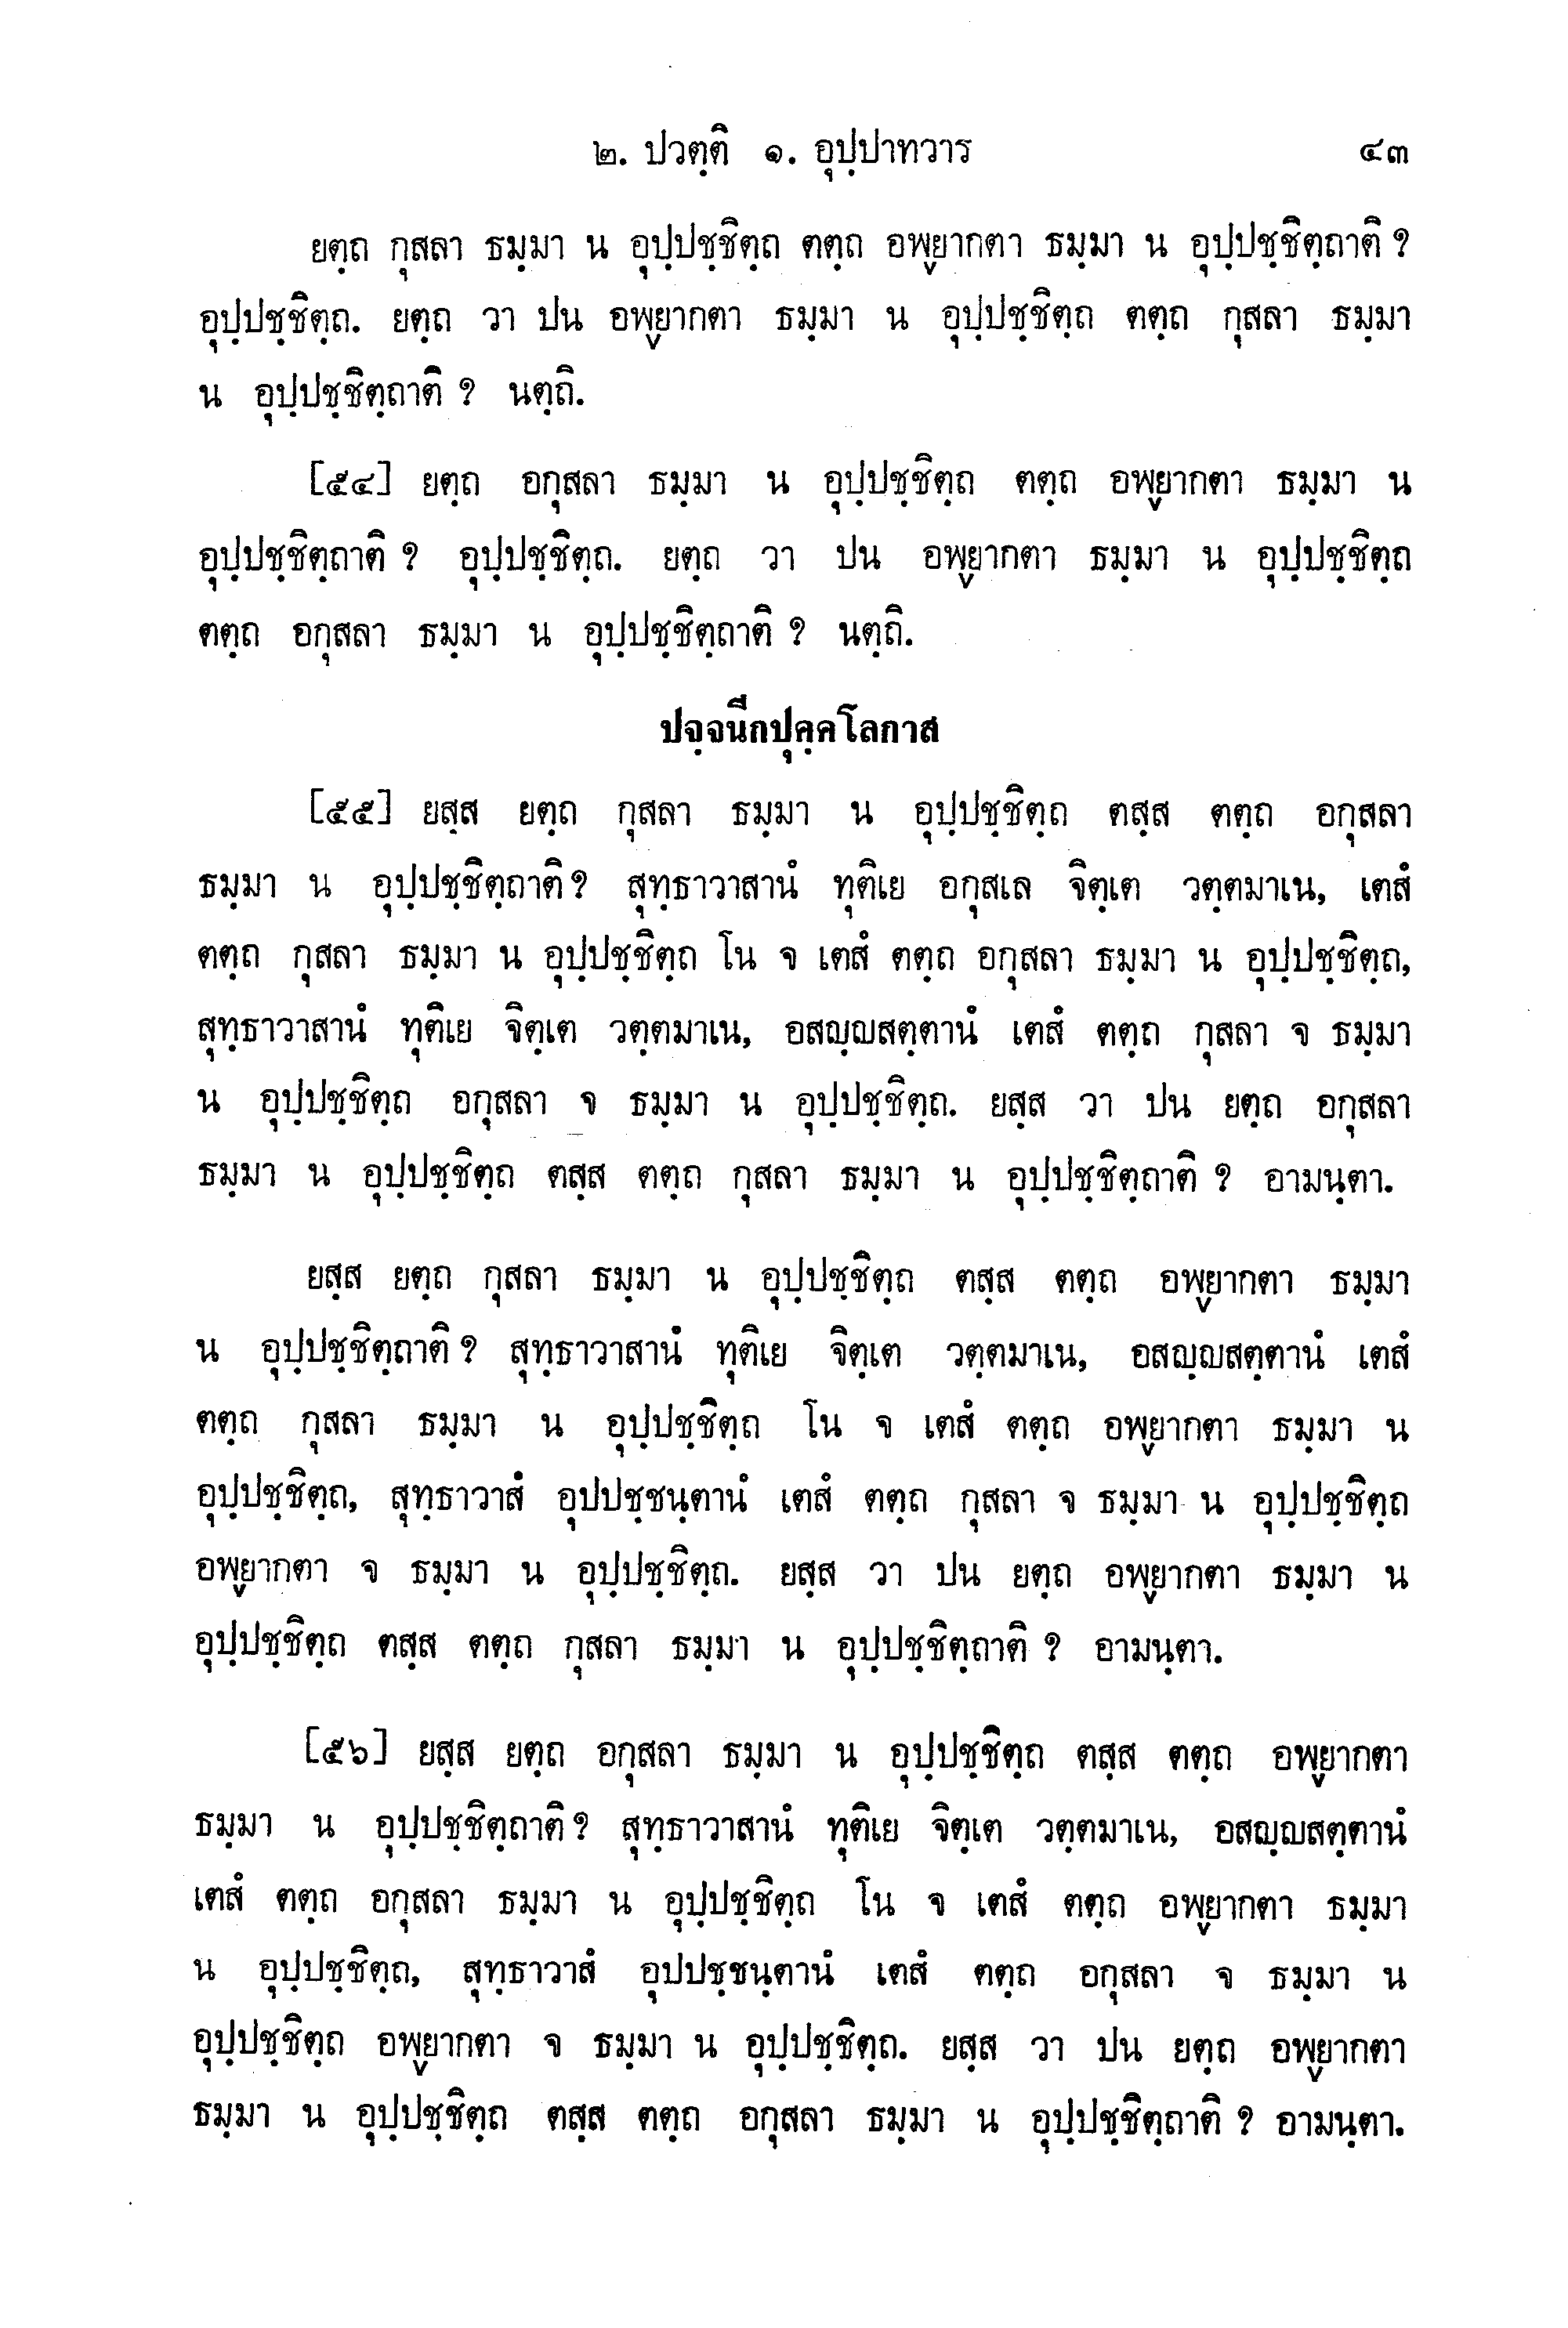 ๒. ปวตฺติ ๑. อุปฺปาทวาร ๔๓
ยตฺถ กุสลา ธมฺมา น อุปฺปชฺชิตฺถ ตตฺถ อพฺยากตา ธมฺมา น อุปฺปชฺชิตฺถาติ ?
อุปฺปชฺชิตฺถ. ยตฺถ วา ปน อพฺยากตา ธมฺมา น อุปฺปชฺชิตฺถ ตตฺถ กุสลา ธมฺมา
น อุปฺปชฺชิตฺถาติ ? นตฺถิ.
[๕๔] ยตฺถ อกุสลา ธมฺมา น อุปฺปชฺชิตฺถ ตตฺถ อพฺยากตา ธมฺมา น
อุปฺปชฺชิตฺถาติ ? อุปฺปชฺชิตฺถ. ยตฺถ วา ปน อพฺยากตา ธมฺมา น อุปฺปชฺชิตฺถ
ตตฺถ อกุสลา ธมฺมา น อุปฺปชฺชิตฺถาติ ? นตฺถิ.
ปจฺจนีกปุคฺคโลกาส
[๕๕] ยสฺส ยตฺถ กุสลา ธมฺมา น อุปฺปชฺชิตฺถ ตสฺส ตตฺถ อกุสลา
ธมฺมา น อุปฺปชฺชิตฺถาติ? สุทฺธาวาสานํ ทุติเย อกุสเล จิตฺเต วตฺตมาเน, เตสํ
ตตฺถ กุสลา ธมฺมา น อุปฺปชฺชิตฺถ โน จ เตสํ ตตฺถ อกุสลา ธมฺมา น อุปฺปชฺชิตฺถ,
สุทฺธาวาสานํ ทุติเย จิตฺเต วตฺตมาเน, อสญฺญสตฺตานํ เตสํ ตตฺถ กุสลา จ ธมฺมา
น อุปฺปชฺชิตฺถ อกุสลา จ ธมฺมา น อุปฺปชฺชิตฺถ. ยสฺส วา ปน ยตฺถ อกุสลา
ธมฺมา น อุปฺปชฺชิตฺถ ตสฺส ตตฺถ กุสลา ธมฺมา น อุปฺปชฺชิตฺถาติ ? อามนฺตา.
ยสฺส ยตฺถ กุสลา ธมฺมา น อุปฺปชฺชิตฺถ ตสฺส ตตฺถ อพฺยากตา ธมฺมา
น อุปฺปชฺชิตฺถาติ ? สุทฺธาวาสานํ ทุติเย จิตฺเต วตฺตมาเน, อสญฺญสตฺตานํ เตสํ
ตตฺถ กุสลา ธมฺมา น อุปฺปชฺชิตฺถ โน จ เตสํ ตตฺถ อพฺยากตา ธมฺมา น
อุปฺปชฺชิตฺถ, สุทฺธาวาสํ อุปปชฺชนฺตานํ เตสํ ตตฺถ กุสลา จ ธมฺมา น อุปฺปชฺชิตฺถ
อพฺยากตา จ ธมฺมา น อุปฺปชฺชิตฺถ. ยสฺส วา ปน ยตฺถ อพฺยากตา ธมฺมา น
อุปฺปชฺชิตฺถ ตสฺส ตตฺถ กุสลา ธมฺมา น อุปฺปชฺชิตฺถาติ ? อามนฺตา.
[๕๖] ยสฺส ยตฺถ อกุสลา ธมฺมา น อุปฺปชฺชิตฺถ ตสฺส ตตฺถ อพฺยากตา
ธมฺมา น อุปฺปชฺชิตฺถาติ? สุทฺธาวาสานํ ทุติเย จิตฺเต วตฺตมาเน, อสญฺญสตฺตานํ
เตสํ ตตฺถ อกุสลา ธมฺมา น อุปฺปชฺชิตฺถ โน จ เตสํ ตตฺถ อพฺยากตา ธมฺมา
น อุปฺปชฺชิตฺถ, สุทฺธาวาสํ อุปปชฺชนฺตานํ เตสํ ตตฺถ อกุสลา จ ธมฺมา น
อุปฺปชฺชิตฺถ อพฺยากตา จ ธมฺมา น อุปฺปชฺชิตฺถ. ยสฺส วา ปน ยตฺถ อพฺยากตา
ธมฺมา น อุปฺปชฺชิตฺถ ตสฺส ตตฺถ อกุสลา ธมฺมา น อุปฺปชฺชิตฺถาติ ? อามนฺตา.